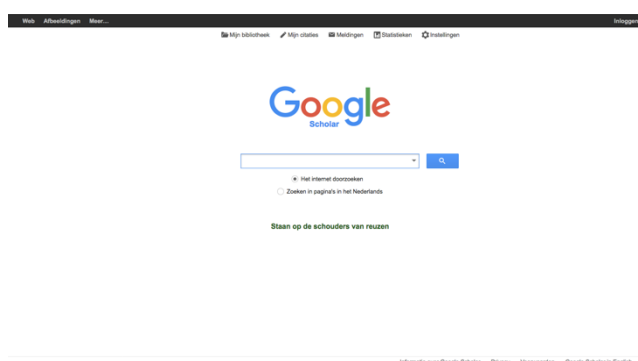 Web Afbeeldingen Meer... Inloggen
Mijn bibliotheek Mijn citaties Meldingen Statistieken Instellingen
Google
Scholar
Het internet doorzoeken
Zoeken in pagina's in het Nederlands
Staan op de schouders van reuzen